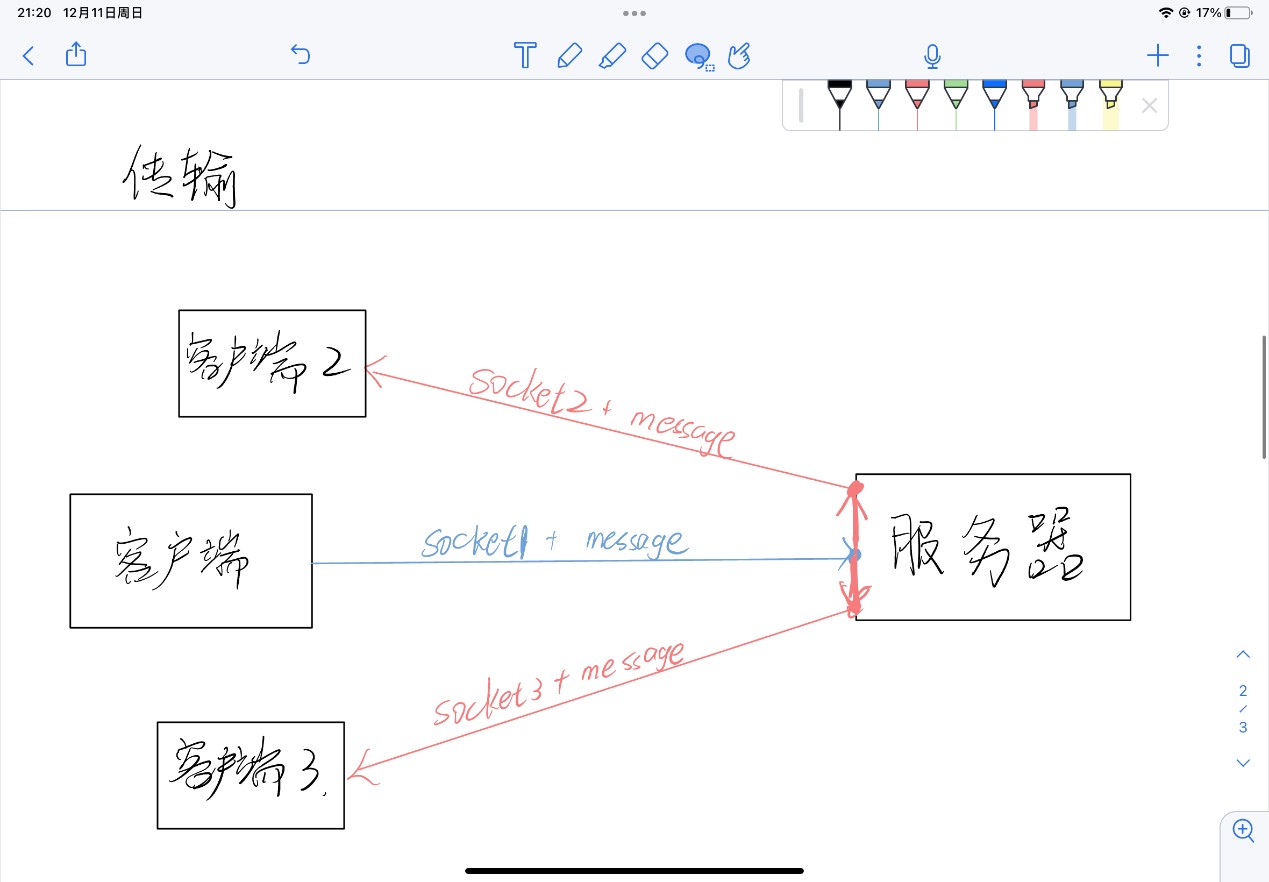 21:20 12月11日周日
17%
T
传输
客户端2
socket2 + message
客户端
socket1 + message
服务器
socket3 + message
客户端3.
2
/
3